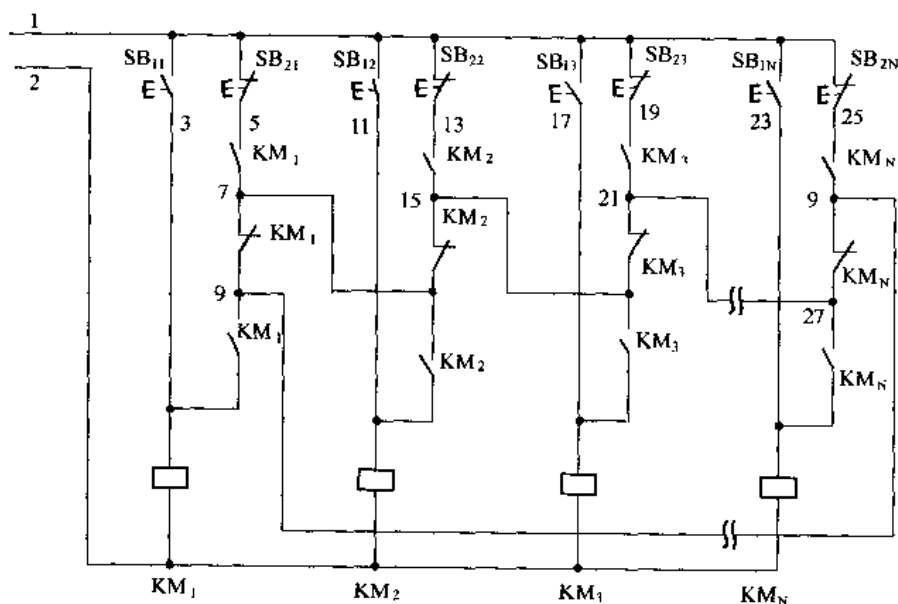 1
SB₁₁ SB₂₁ SB₁₂ SB₂₂ SB₁₃ SB₂₃ SB₁N SB₂N
2
E E E E E E E E
3 5 11 13 17 19 23 25
KM₁ KM₂ KM₃ KMN
7 15 21 9
KM₁ KM₂ KM₃ KMN
9 27
KM₁ KM₂ KM₃ KMN
KM₁ KM₂ KM₃ KMN